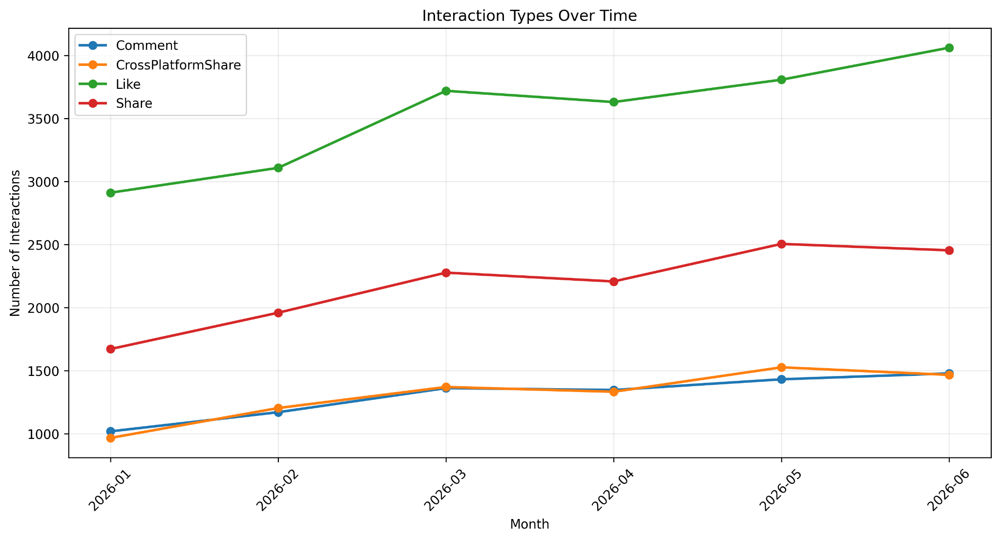 Interaction Types Over Time
Comment
CrossPlatformShare
Like
Share
Number of Interactions
4000
3500
3000
2500
2000
1500
1000
2026-01
2026-02
2026-03
2026-04
2026-05
2026-06
Month